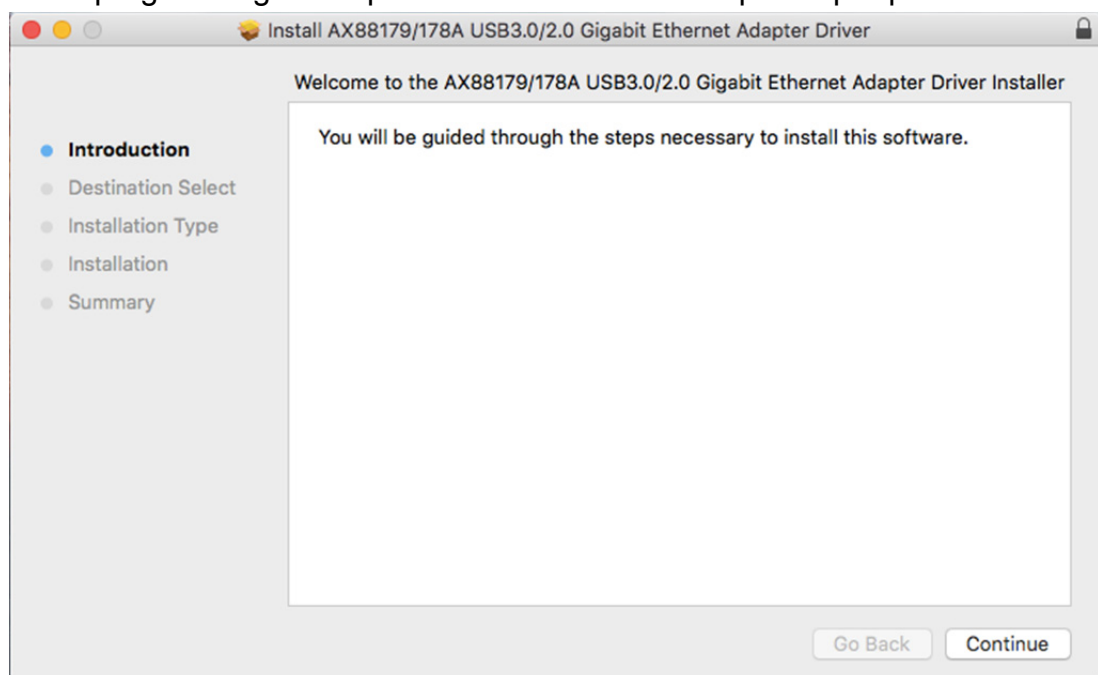 Install AX88179/178A USB3.0/2.0 Gigabit Ethernet Adapter Driver
Welcome to the AX88179/178A USB3.0/2.0 Gigabit Ethernet Adapter Driver Installer
You will be guided through the steps necessary to install this software.
Introduction
Destination Select
Installation Type
Installation
Summary
Go Back
Continue